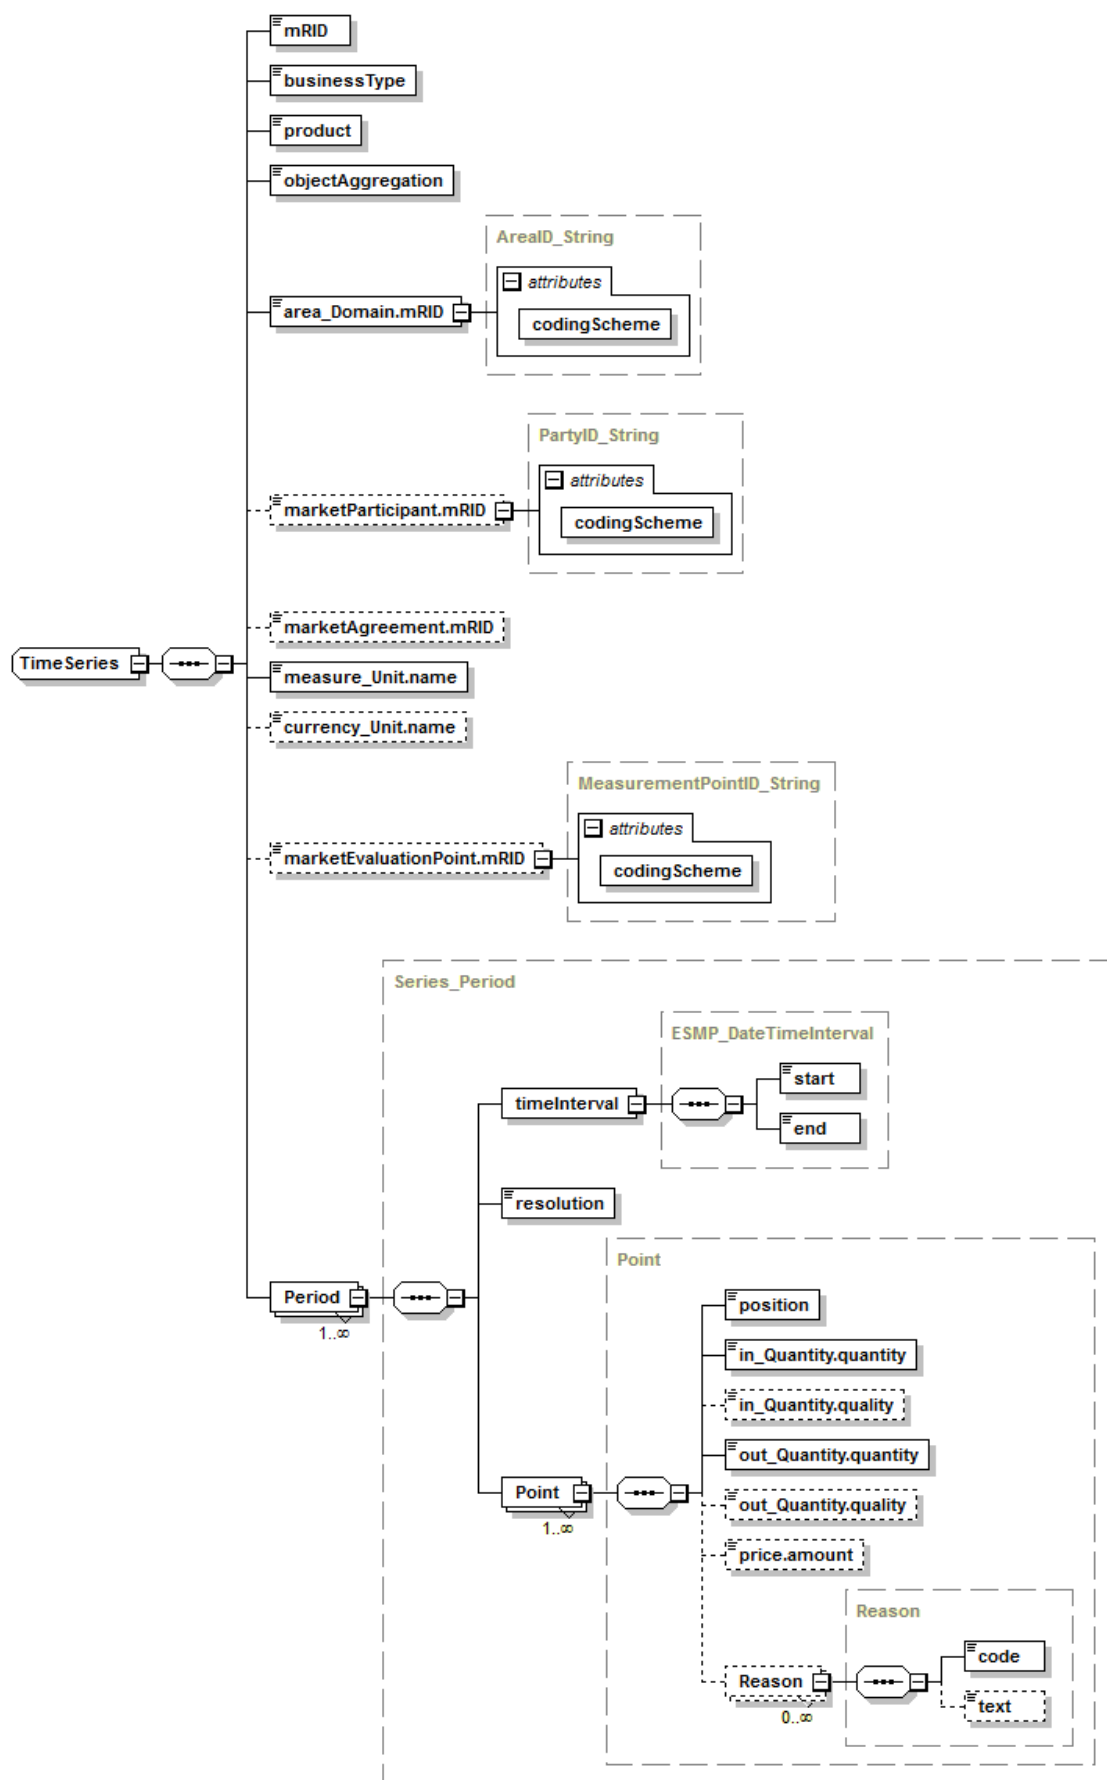 mRID
businessType
product
objectAggregation
AreaID_String
attributes
area_Domain.mRID
codingScheme
PartyID_String
attributes
marketParticipant.mRID
codingScheme
marketAgreement.mRID
TimeSeries
measure_Unit.name
currency_Unit.name
MeasurementPointID_String
attributes
marketEvaluationPoint.mRID
codingScheme
Series_Period
ESMP_DateTimeInterval
start
timeInterval
end
resolution
Point
Period
1..∞
position
in_Quantity.quantity
in_Quantity.quality
out_Quantity.quantity
Point
1..∞
out_Quantity.quality
price.amount
Reason
code
Reason
0..∞
text